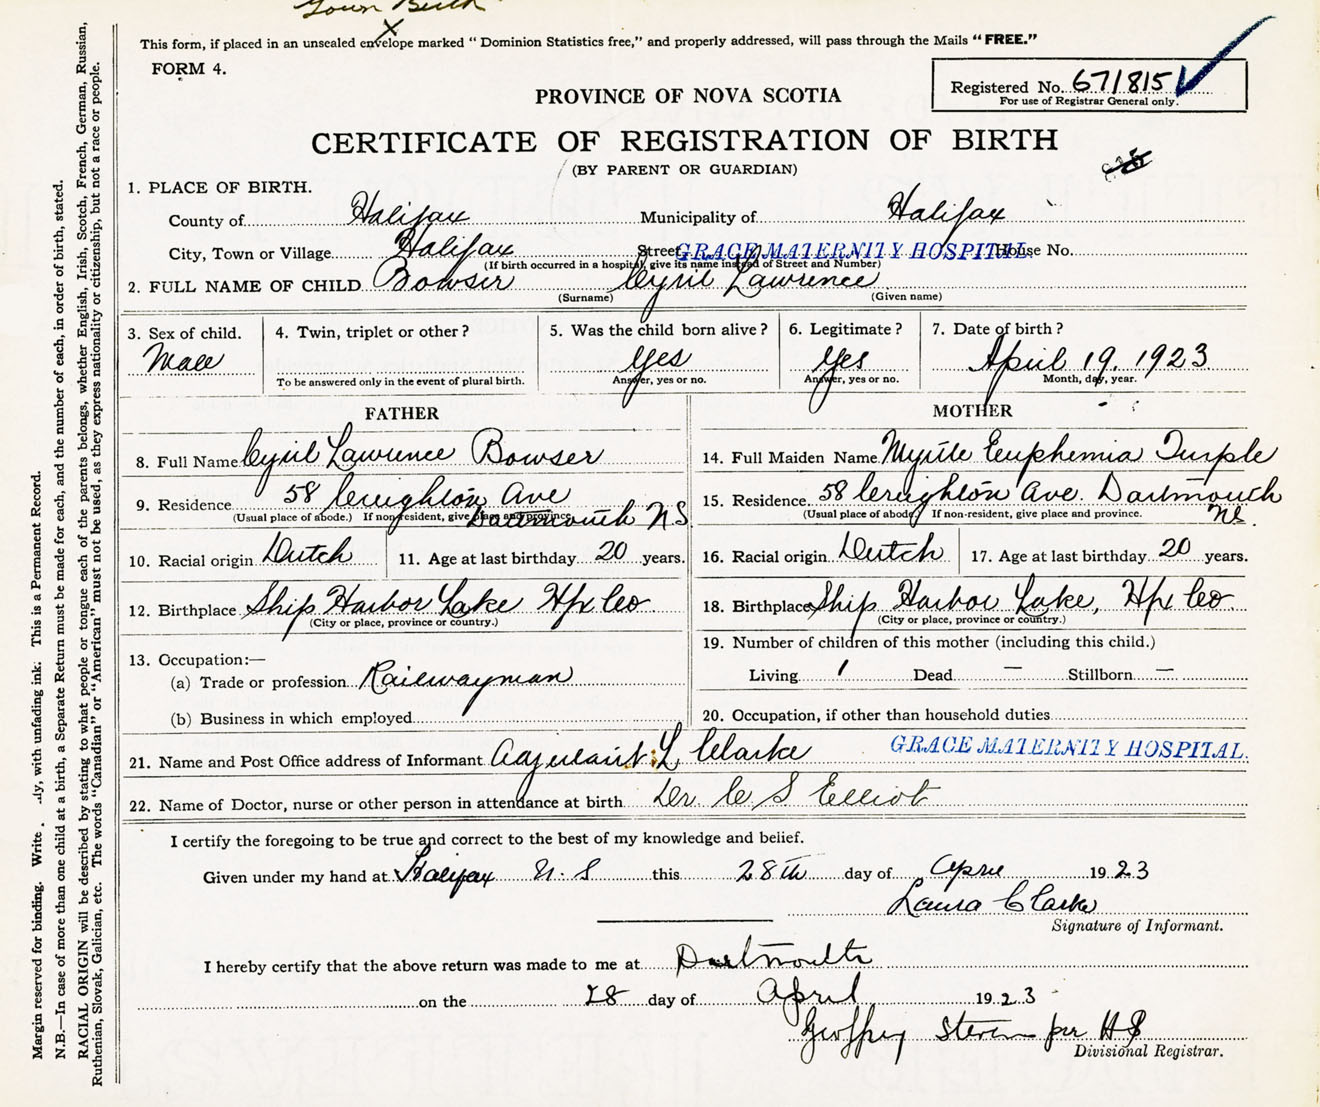 Town Birth
X
This form, if placed in an unsealed envelope marked "Dominion Statistics free," and properly addressed, will pass through the Mails "FREE."
FORM 4.
Registered No. 671815
For use of Registrar General only.
PROVINCE OF NOVA SCOTIA
CERTIFICATE OF REGISTRATION OF BIRTH
(BY PARENT OR GUARDIAN)
1. PLACE OF BIRTH.
County of Halifax Municipality of Halifax
City, Town or Village Halifax Street GRACE MATERNITY HOSPITAL House No.
(If birth occurred in a hospital, give its name instead of Street and Number)
2. FULL NAME OF CHILD Bowser Cyril Lawrence
(Surname) (Given name)
3. Sex of child. 4. Twin, triplet or other? 5. Was the child born alive? 6. Legitimate? 7. Date of birth?
Male Yes Yes April 19. 1923
To be answered only in the event of plural birth. Answer, yes or no. Answer, yes or no. Month, day, year.
FATHER
8. Full Name Cyril Lawrence Bowser
9. Residence 58 Creighton Ave
(Usual place of abode.) If non-resident, give place and province.
Dartmouth N S
10. Racial origin Dutch 11. Age at last birthday 20 years.
12. Birthplace Ship Harbor Lake Hfx Co
(City or place, province or country.)
13. Occupation:—
(a) Trade or profession Railwayman
(b) Business in which employed
MOTHER
14. Full Maiden Name Myrtle Euphemia Turple
15. Residence 58 Creighton Ave. Dartmouth
(Usual place of abode) If non-resident, give place and province.
NS.
16. Racial origin Dutch 17. Age at last birthday 20 years.
18. Birthplace Ship Harbor Lake, Hfx Co
(City or place, province or country.)
19. Number of children of this mother (including this child.)
Living 1 Dead — Stillborn —
20. Occupation, if other than household duties
21. Name and Post Office address of Informant Adjutant L Clarke GRACE MATERNITY HOSPITAL.
22. Name of Doctor, nurse or other person in attendance at birth Dr. C S Elliot
I certify the foregoing to be true and correct to the best of my knowledge and belief.
Given under my hand at Halifax N. S this 28th day of April 1923
Laura Clarke
Signature of Informant.
I hereby certify that the above return was made to me at Dartmouth
on the 28 day of April 1923
Geoffrey Steven per
Divisional Registrar.
Margin reserved for binding. Write with unfading ink. This is a Permanent Record.
N.B.—In case of more than one child at a birth, a Separate Return must be made for each, and the number of each, in order of birth, stated.
RACIAL ORIGIN will be described by stating to what people or tongue each of the parents belongs, whether English, Irish, Scotch, French, German, Russian,
Ruthenian, Slovak, Galician, etc. The words "Canadian" or "American" must not be used, as they express nationality or citizenship, but not a race or people.